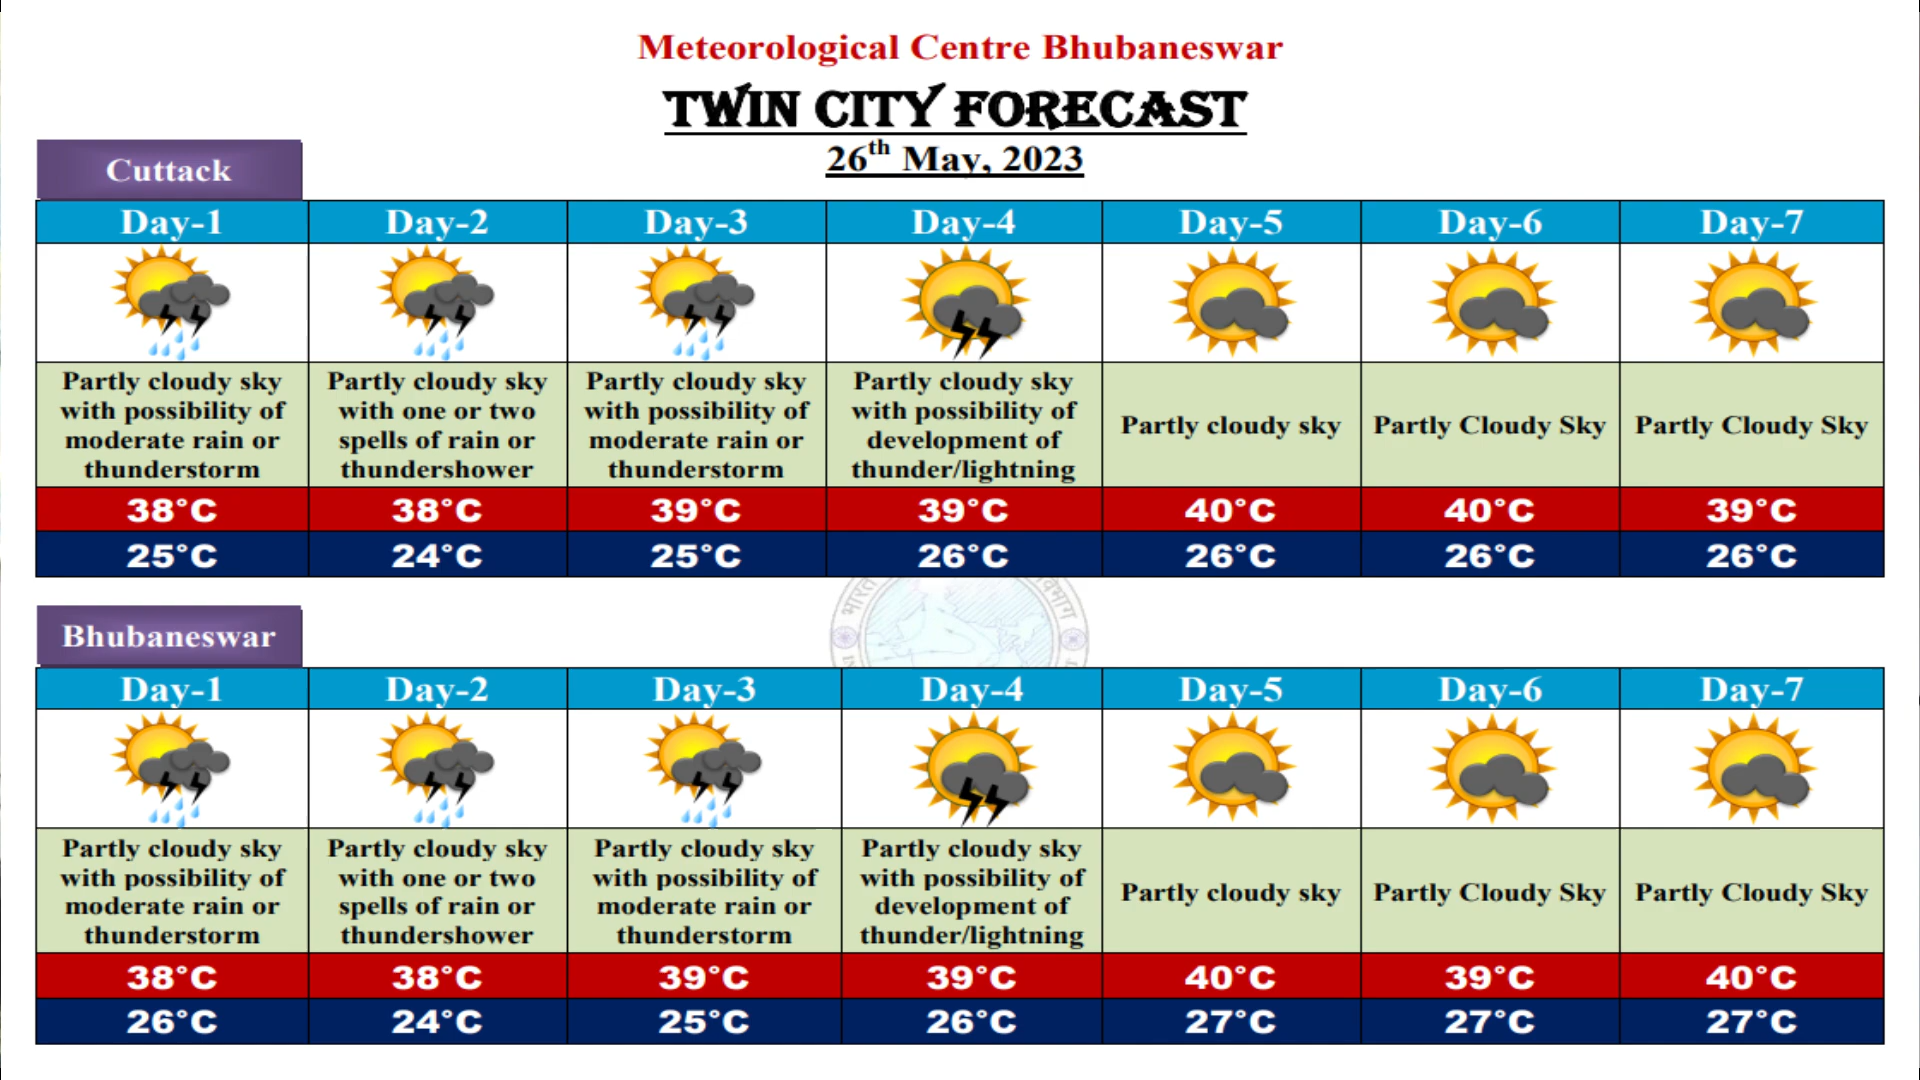 Meteorological Centre Bhubaneswar
TWIN CITY FORECAST
26th May, 2023
Cuttack
Day-1 Day-2 Day-3 Day-4 Day-5 Day-6 Day-7
Partly cloudy sky
with possibility of
moderate rain or
thunderstorm
Partly cloudy sky
with one or two
spells of rain or
thundershower
Partly cloudy sky
with possibility of
moderate rain or
thunderstorm
Partly cloudy sky
with possibility of
development of
thunder/lightning
Partly cloudy sky
Partly Cloudy Sky
Partly Cloudy Sky
38°C 38°C 39°C 39°C 40°C 40°C 39°C
25°C 24°C 25°C 26°C 26°C 26°C 26°C
भारत
विभाग
Bhubaneswar
Day-1 Day-2 Day-3 Day-4 Day-5 Day-6 Day-7
Partly cloudy sky
with possibility of
moderate rain or
thunderstorm
Partly cloudy sky
with one or two
spells of rain or
thundershower
Partly cloudy sky
with possibility of
moderate rain or
thunderstorm
Partly cloudy sky
with possibility of
development of
thunder/lightning
Partly cloudy sky
Partly Cloudy Sky
Partly Cloudy Sky
38°C 38°C 39°C 39°C 40°C 39°C 40°C
26°C 24°C 25°C 26°C 27°C 27°C 27°C